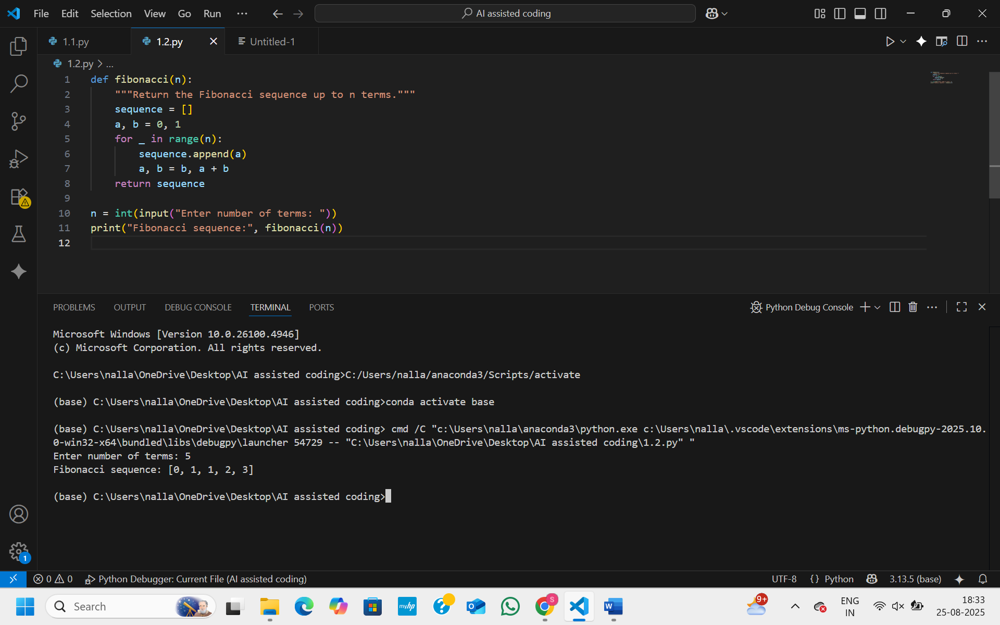 File Edit Selection View Go Run ... AI assisted coding
1.1.py 1.2.py Untitled-1
1.2.py > ...
1 def fibonacci(n):
2 """Return the Fibonacci sequence up to n terms."""
3 sequence = []
4 a, b = 0, 1
5 for _ in range(n):
6 sequence.append(a)
7 a, b = b, a + b
8 return sequence
9
10 n = int(input("Enter number of terms: "))
11 print("Fibonacci sequence:", fibonacci(n))
12
PROBLEMS OUTPUT DEBUG CONSOLE TERMINAL PORTS Python Debug Console
Microsoft Windows [Version 10.0.26100.4946]
(c) Microsoft Corporation. All rights reserved.
C:\Users\nalla\OneDrive\Desktop\AI assisted coding>C:/Users/nalla/anaconda3/Scripts/activate
(base) C:\Users\nalla\OneDrive\Desktop\AI assisted coding>conda activate base
(base) C:\Users\nalla\OneDrive\Desktop\AI assisted coding> cmd /C "c:\Users\nalla\anaconda3\python.exe c:\Users\nalla\.vscode\extensions\ms-python.debugpy-2025.10.
0-win32-x64\bundled\libs\debugpy\launcher 54729 -- "C:\Users\nalla\OneDrive\Desktop\AI assisted coding\1.2.py" "
Enter number of terms: 5
Fibonacci sequence: [0, 1, 1, 2, 3]
(base) C:\Users\nalla\OneDrive\Desktop\AI assisted coding>
1
0 0 Python Debugger: Current File (AI assisted coding) UTF-8 {} Python 3.13.5 (base)
Search myhp S W 9+ ENG 18:33
IN 25-08-2025